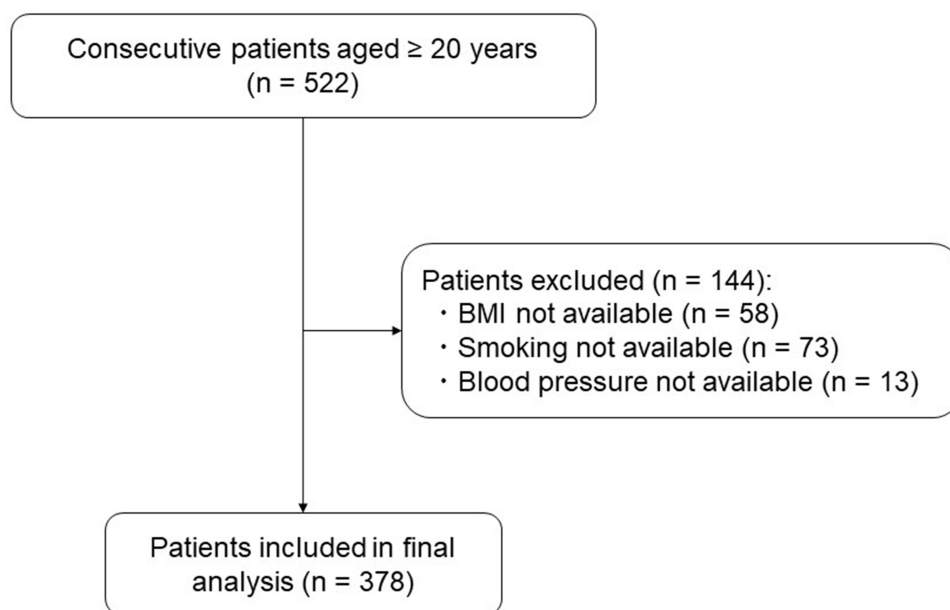 Consecutive patients aged ≥ 20 years
(n = 522)
Patients excluded (n = 144):
・BMI not available (n = 58)
・Smoking not available (n = 73)
・Blood pressure not available (n = 13)
Patients included in final
analysis (n = 378)